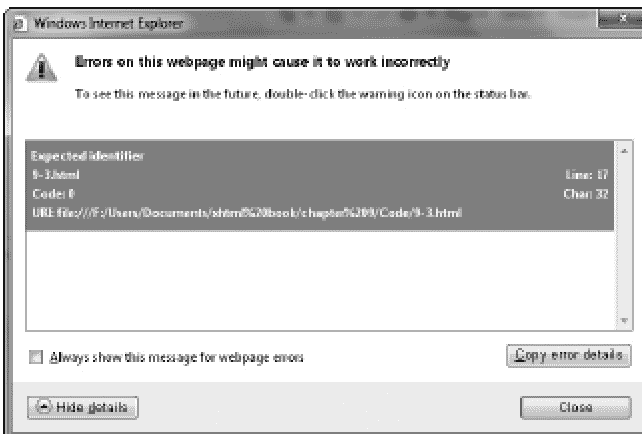 Windows Internet Explorer
x
Errors on this webpage might cause it to work incorrectly
To see this message in the future, double-click the warning icon on the status bar.
Expected identifier
9-3.html
Line: 17
Code: 0
Char: 32
URI: file:///F:/Users/Documents/xhtml%20book/chapter%209/Code/9-3.html
Always show this message for webpage errors
Copy error details
Hide details
Close